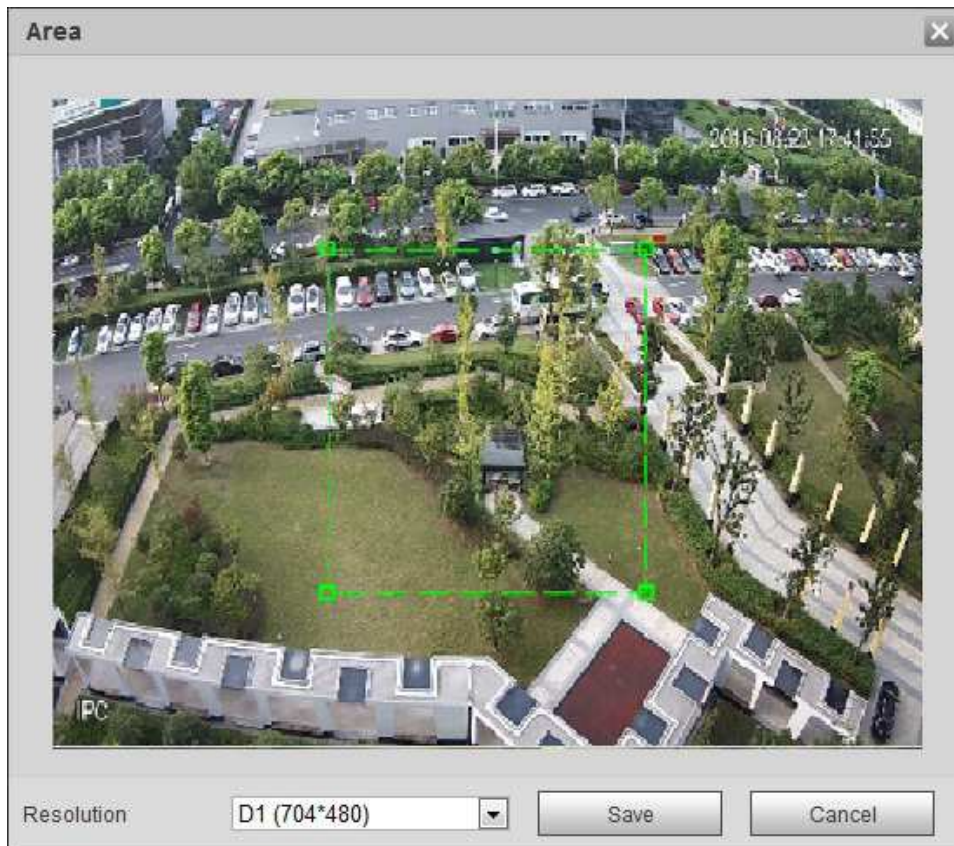 Area
2016-08-23 17:41:55
IPC
Resolution
D1 (704*480)
Save
Cancel